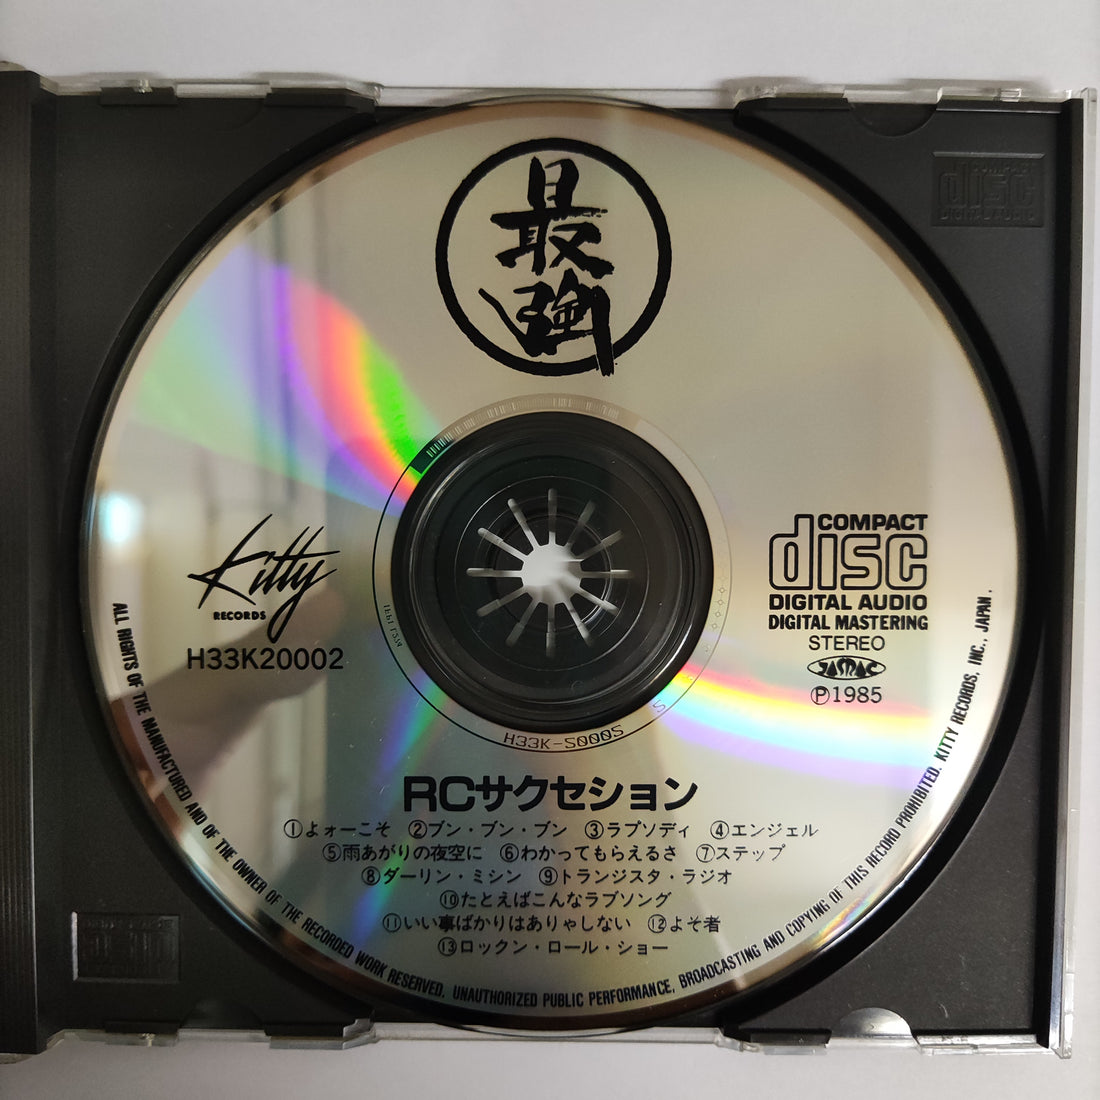 最強
COMPACT
disc
DIGITAL AUDIO
Kitty
RECORDS
H33K20002
COMPACT
disc
DIGITAL AUDIO
DIGITAL MASTERING
STEREO
JASRAC
Ⓟ1985
RCサクセション
①よォーこそ ②ブン・ブン・ブン ③ラプソディ ④エンジェル
⑤雨あがりの夜空に ⑥わかってもらえるさ ⑦ステップ
⑧ダーリン・ミシン ⑨トランジスタ・ラジオ
⑩たとえばこんなラブソング
⑪いい事ばかりはありゃしない ⑫よそ者
⑬ロックン・ロール・ショー
ALL RIGHTS OF THE MANUFACTURED AND OF THE OWNER OF THE RECORDED WORK RESERVED. UNAUTHORIZED PUBLIC PERFORMANCE, BROADCASTING AND COPYING OF THIS RECORD PROHIBITED. KITTY RECORDS, INC., JAPAN.